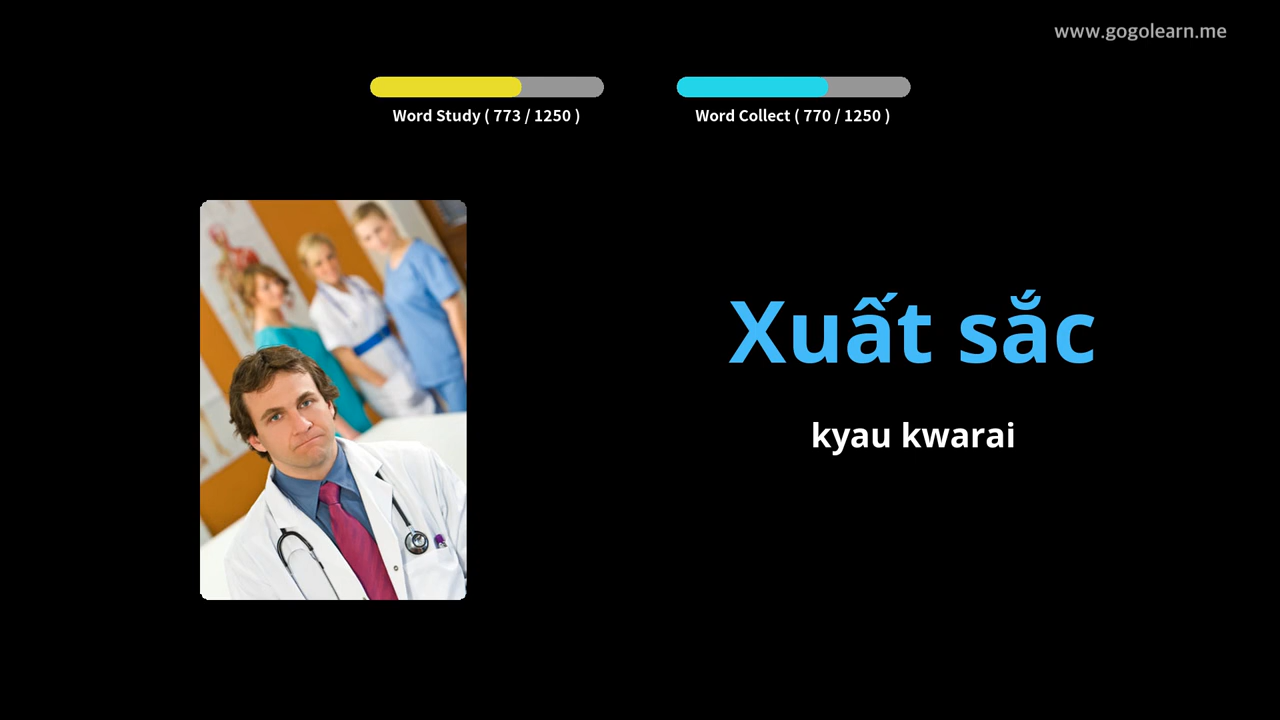 www.gogolearn.me
Word Study ( 773 / 1250 )
Word Collect ( 770 / 1250 )
Xuất sắc
kyau kwarai